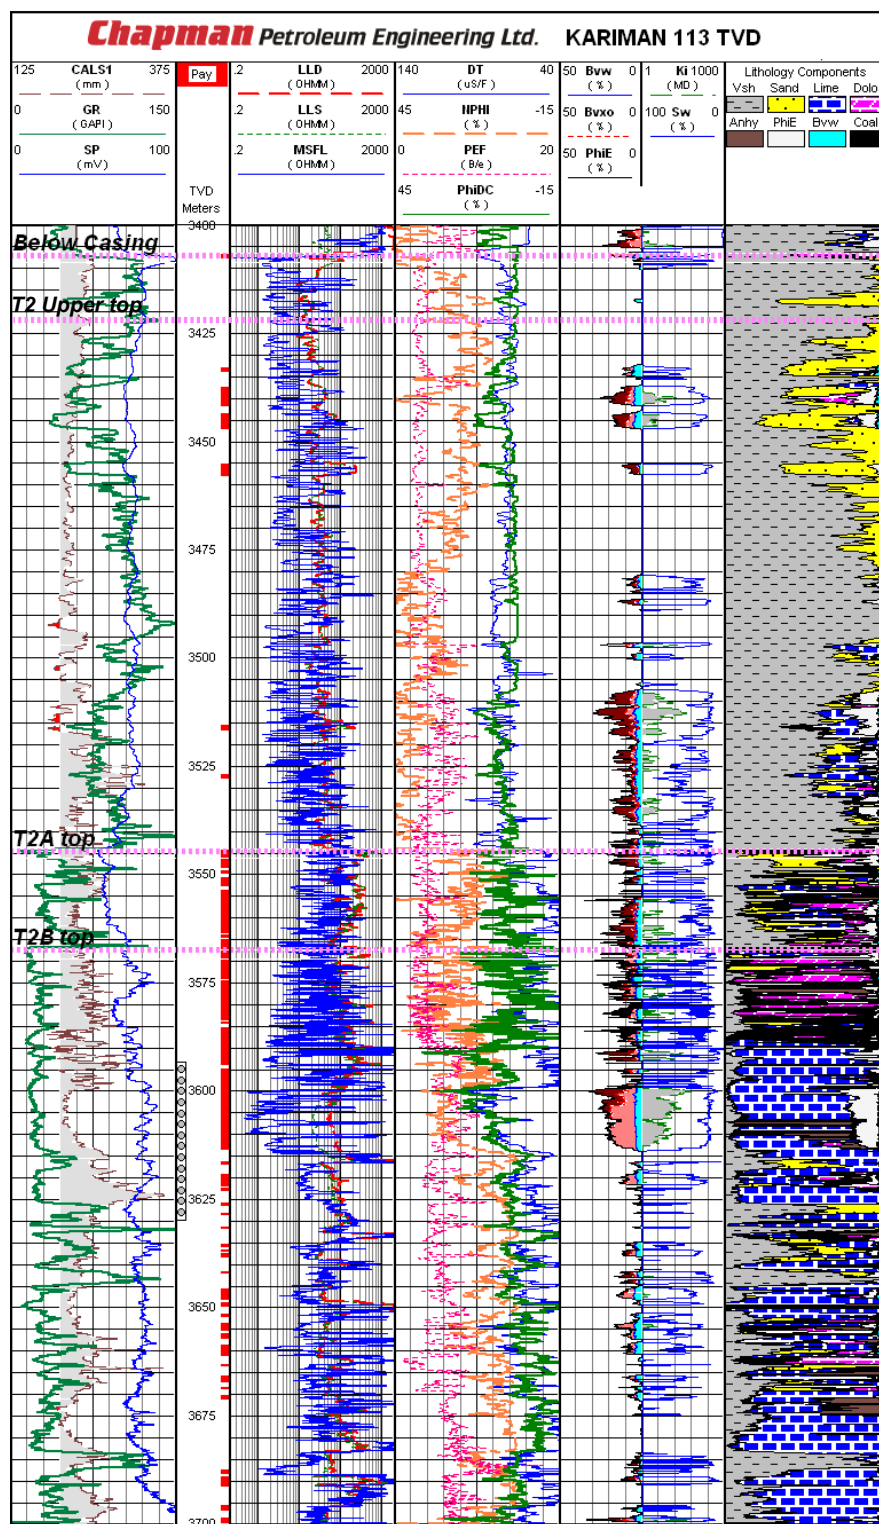 Chapman Petroleum Engineering Ltd. KARIMAN 113 TVD
125 CALS1 375
(mm)
0 GR 150
(GAPI)
0 SP 100
(mV)
Pay
TVD
Meters
.2 LLD 2000
(OHMM)
.2 LLS 2000
(OHMM)
.2 MSFL 2000
(OHMM)
140 DT 40
(uS/F)
45 NPHI -15
(%)
0 PEF 20
(B/e)
45 PhiDC -15
(%)
50 Bvw 0
(%)
50 Bvxo 0
(%)
50 PhiE 0
(%)
1 Ki 1000
(MD)
100 Sw 0
(%)
Lithology Components
Vsh Sand Lime Dolo
Anhy PhiE Bvw Coal
3400
Below Casing
T2 Upper top
3425
3450
3475
3500
3525
T2A top
3550
T2B top
3575
3600
3625
3650
3675
3700